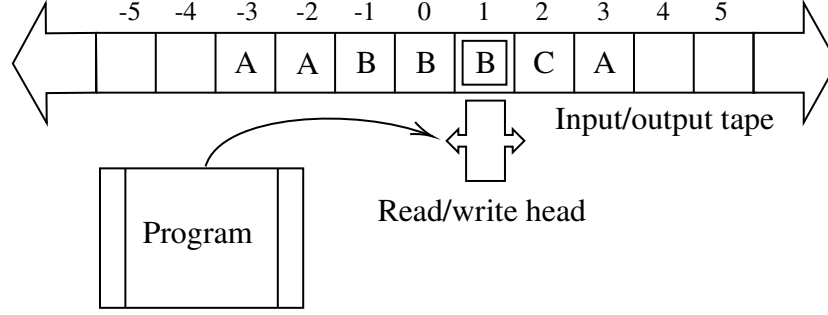 -5 -4 -3 -2 -1 0 1 2 3 4 5
A A B B B C A
Input/output tape
Read/write head
Program